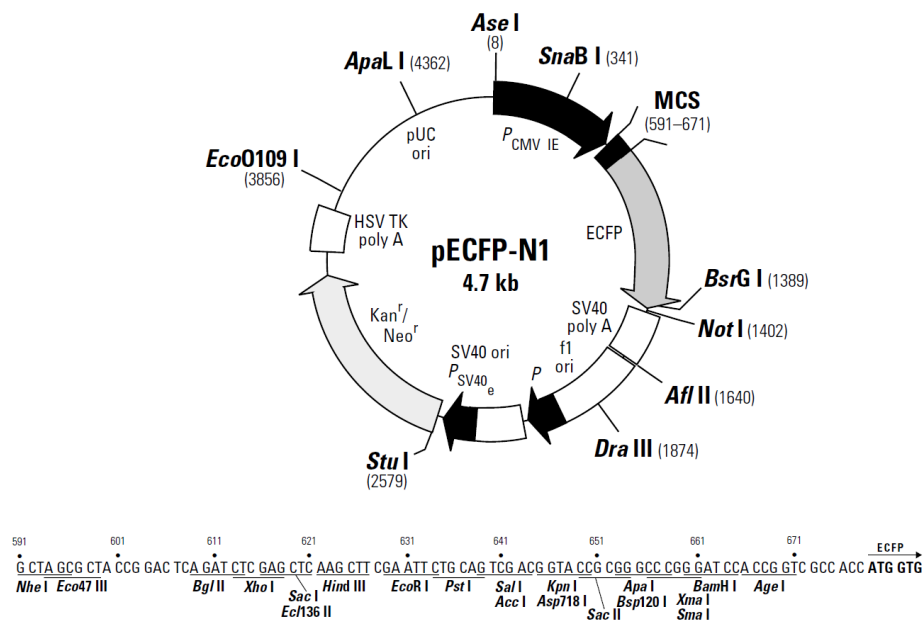 Ase I
(8)
SnaB I (341)
ApaL I (4362)
MCS
(591–671)
P CMV IE
pUC
ori
EcoO109 I
(3856)
HSV TK
poly A
ECFP
pECFP-N1
4.7 kb
BsrG I
(1389)
Not I
(1402)
SV40
poly A
f1
ori
Kanr/
Neor
SV40 ori
P SV40e
P
Afl II
(1640)
Dra III (1874)
Stu I
(2579)
591 601 611 621 631 641 651 661 671 ECFP
G CTA GCG CTA CCG GAC TCA GAT CTC GAG CTC AAG CTT CGA ATT CTG CAG TCG ACG GTA CCG CGG GCC CGG GAT CCA CCG GTC GCC ACC ATG GTG
Nhe I Eco47 III Bgl II Xho I Sac I HindIII EcoR I Pst I Sal I Kpn I Apa I BamH I Age I
Ecl136 II Acc I Asp718 I Sac II Bsp120 I Xma I
Sma I